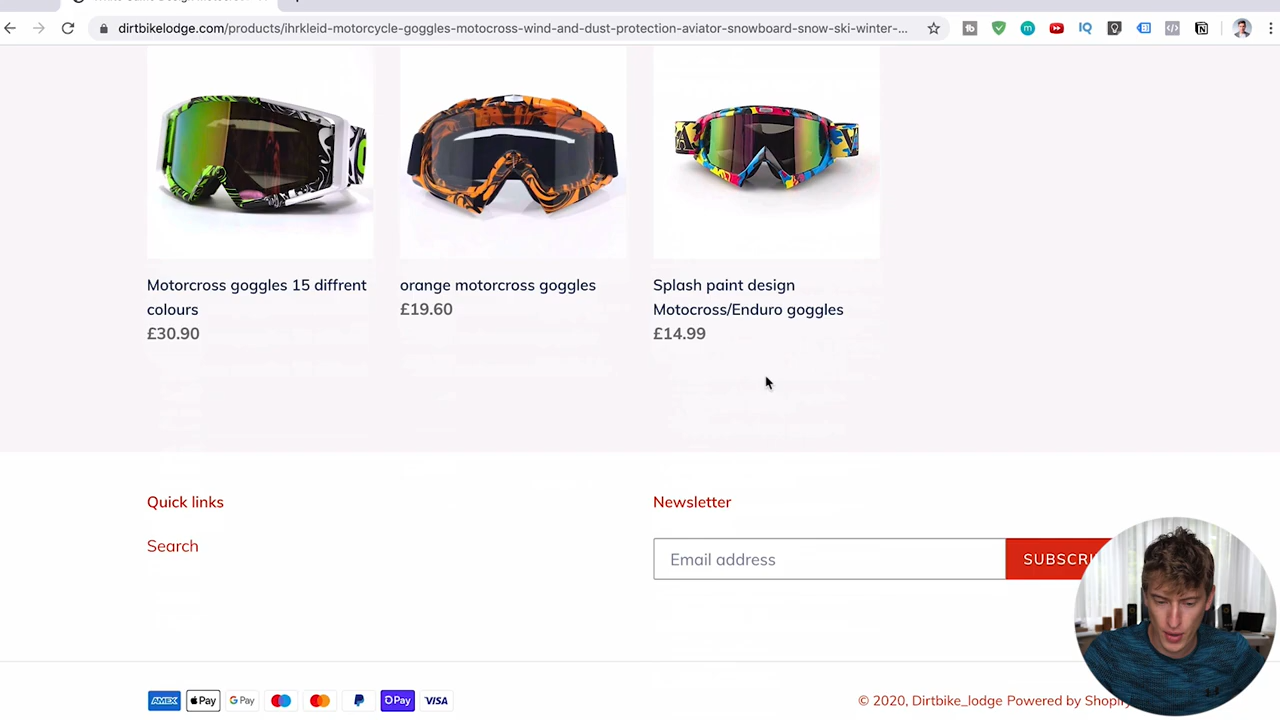 dirtbikelodge.com/products/ihrkleid-motorcycle-goggles-motocross-wind-and-dust-protection-aviator-snowboard-snow-ski-winter-...
Motorcross goggles 15 diffrent
colours
£30.90
orange motorcross goggles
£19.60
Splash paint design
Motocross/Enduro goggles
£14.99
Quick links
Newsletter
Search
Email address
SUBSCRI
AMEX
Pay
G Pay
Pay
VISA
© 2020, Dirtbike_lodge Powered by Shopify